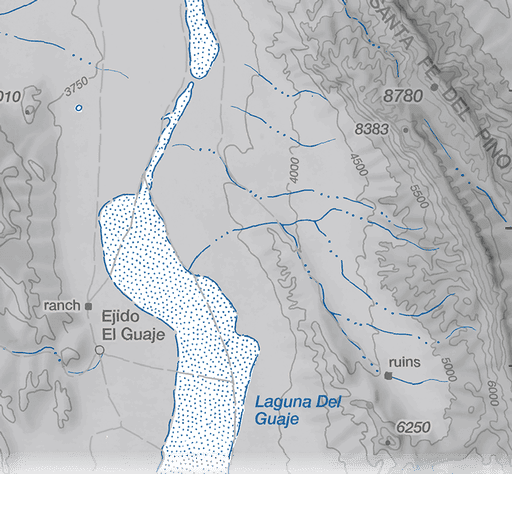 SANTA FE DEL PINO
3750
010
8780
8383
4000
4500
5500
ranch
Ejido
El Guaje
ruins
5000
6000
Laguna Del
Guaje
6250